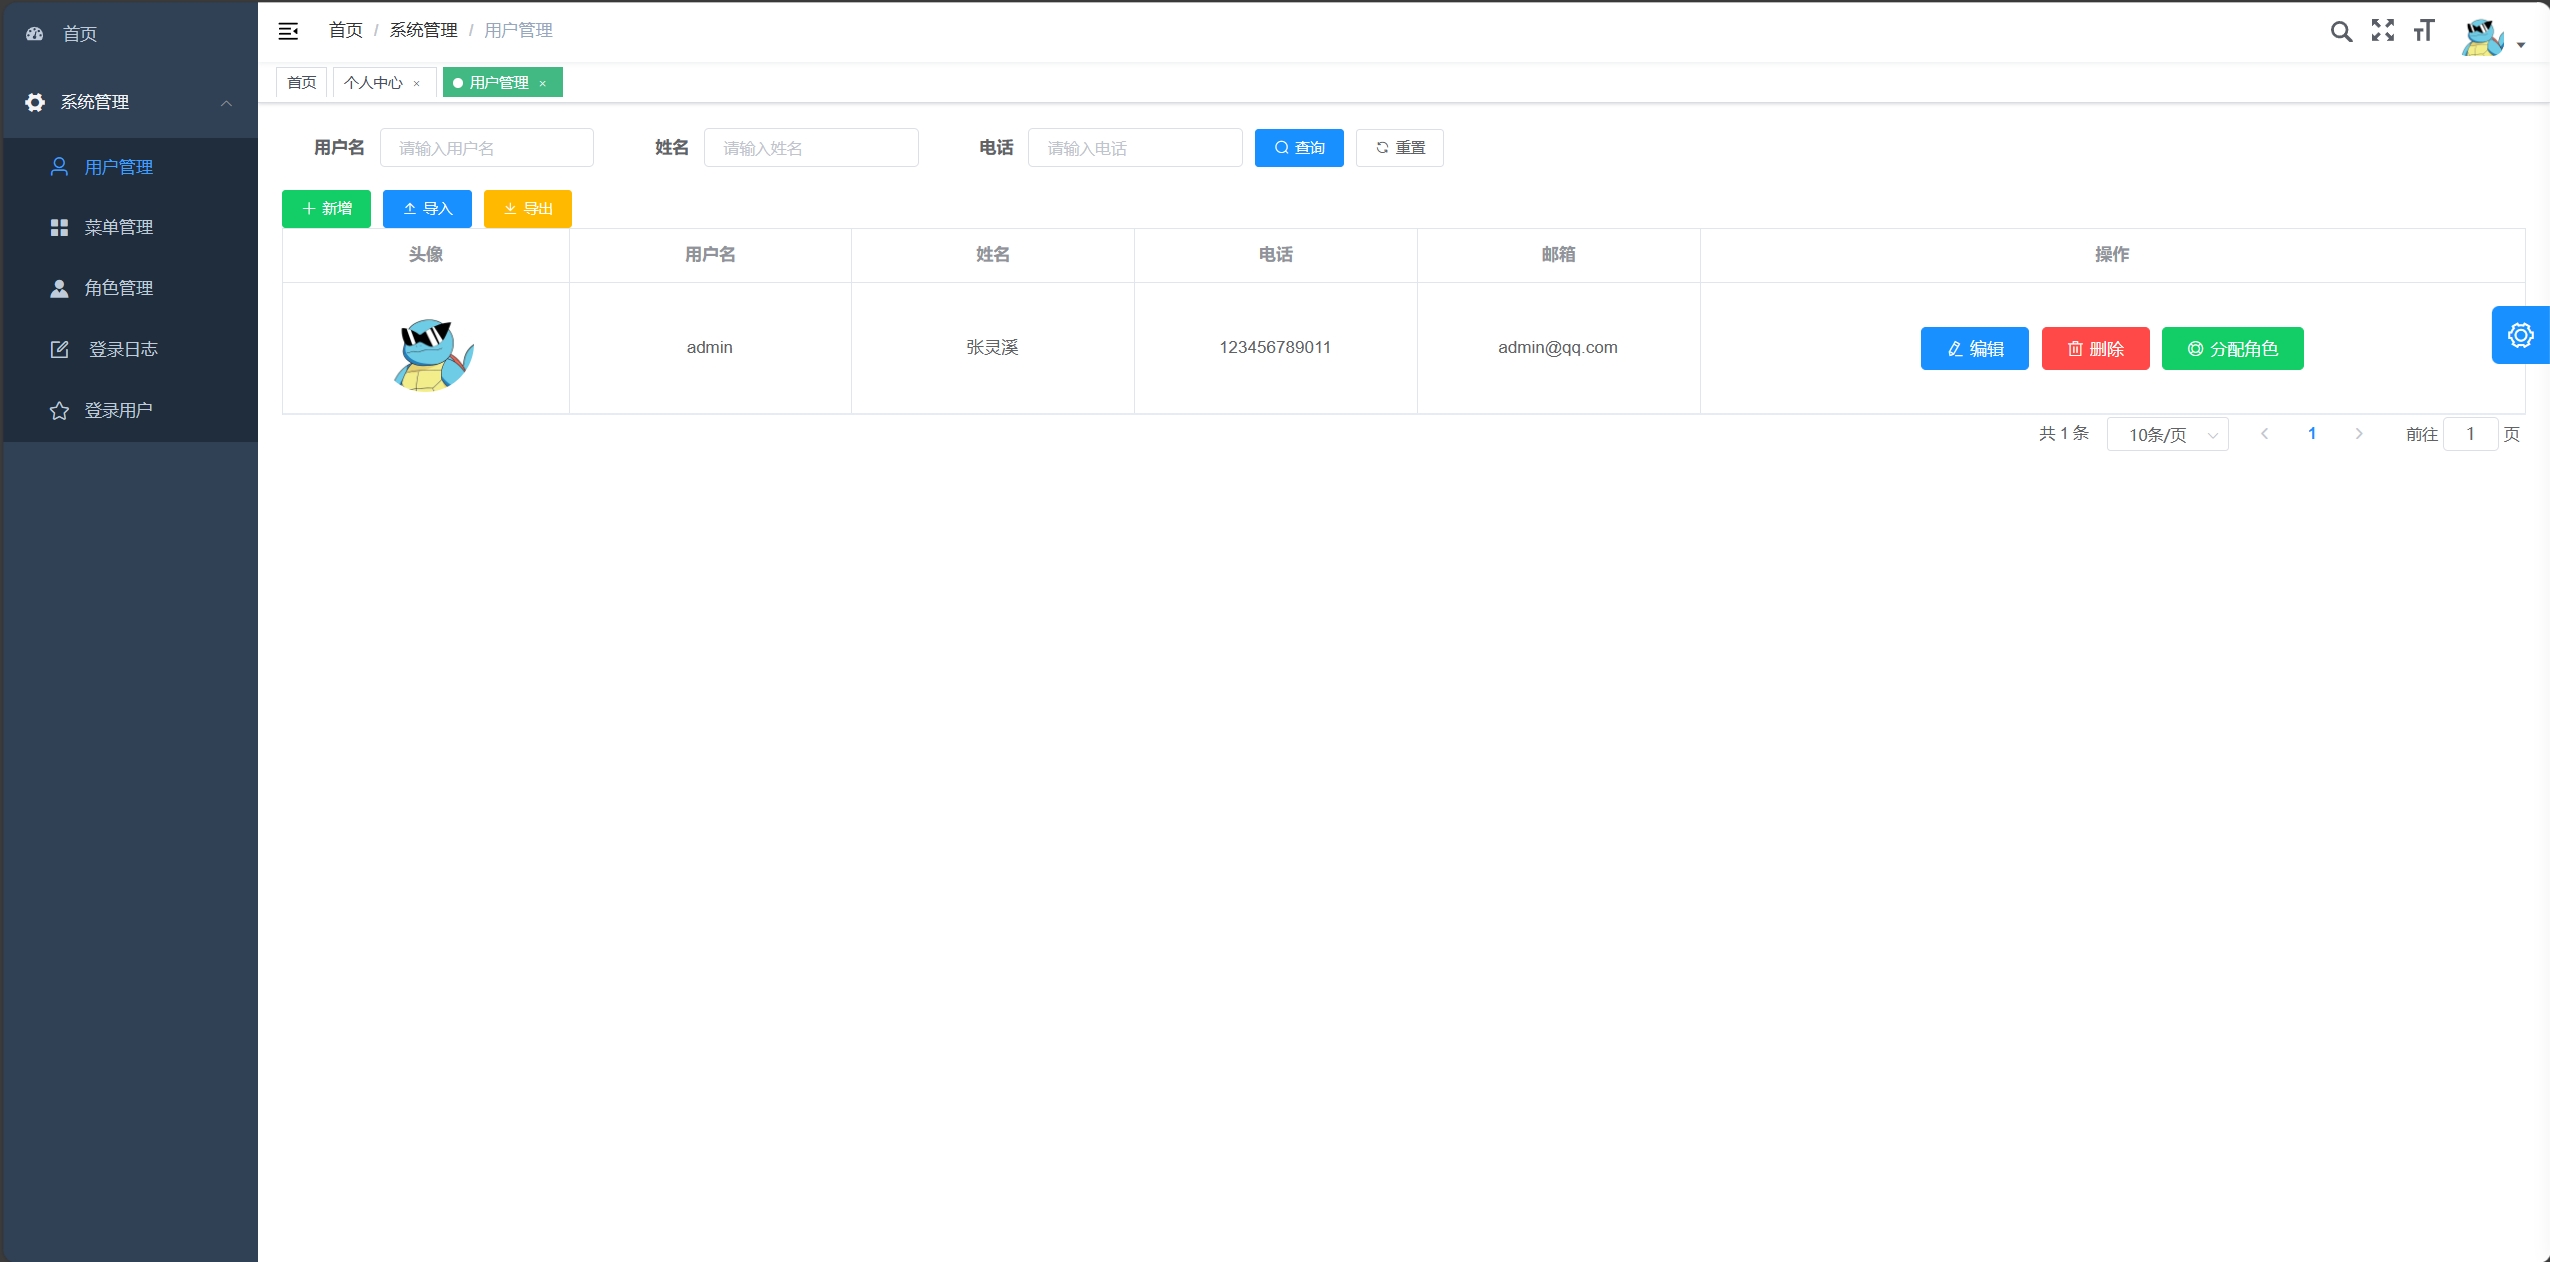 首页
系统管理
用户管理
菜单管理
角色管理
登录日志
登录用户
首页 / 系统管理 / 用户管理
首页 个人中心 × 用户管理 ×
用户名 请输入用户名 姓名 请输入姓名 电话 请输入电话 查询 重置
新增 导入 导出
头像 用户名 姓名 电话 邮箱 操作
admin 张灵溪 123456789011 admin@qq.com 编辑 删除 分配角色
共 1 条 10条/页 1 前往 1 页